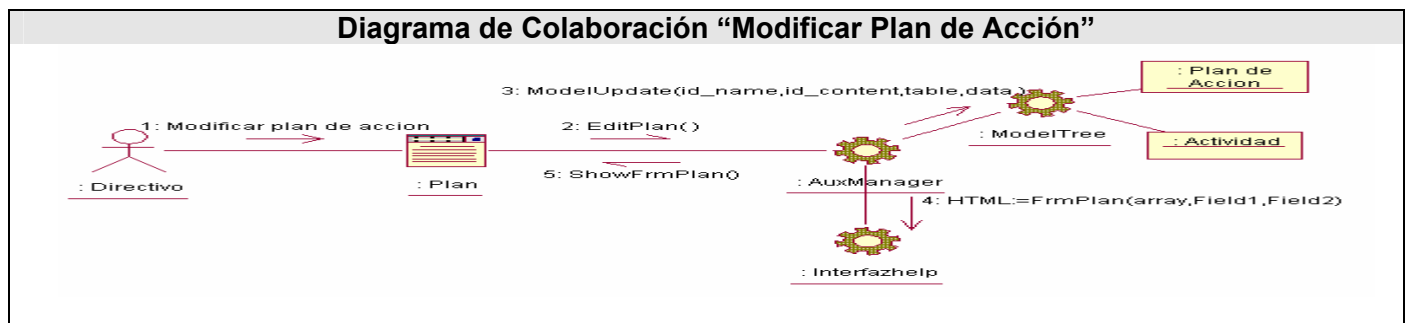 Diagrama de Colaboración “Modificar Plan de Acción”
: Plan de
Accion
3: ModelUpdate(id_name,id_content,table,data)
1: Modificar plan de accion
2: EditPlan()
: ModelTree
: Actividad
5: ShowFrmPlan()
: Directivo
: Plan
: AuxManager
4: HTML:=FrmPlan(array,Field1,Field2)
: Interfazhelp